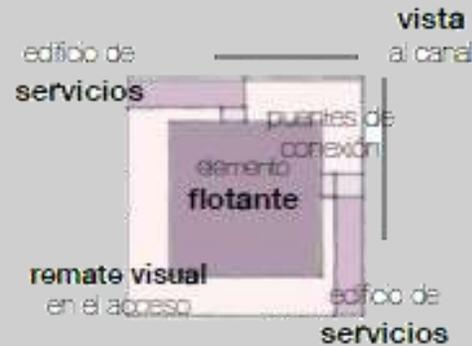 vista
al canal
edificio de
servicios
puentes de
conexión
elemento
flotante
remate visual
en el acceso
edificio de
servicios